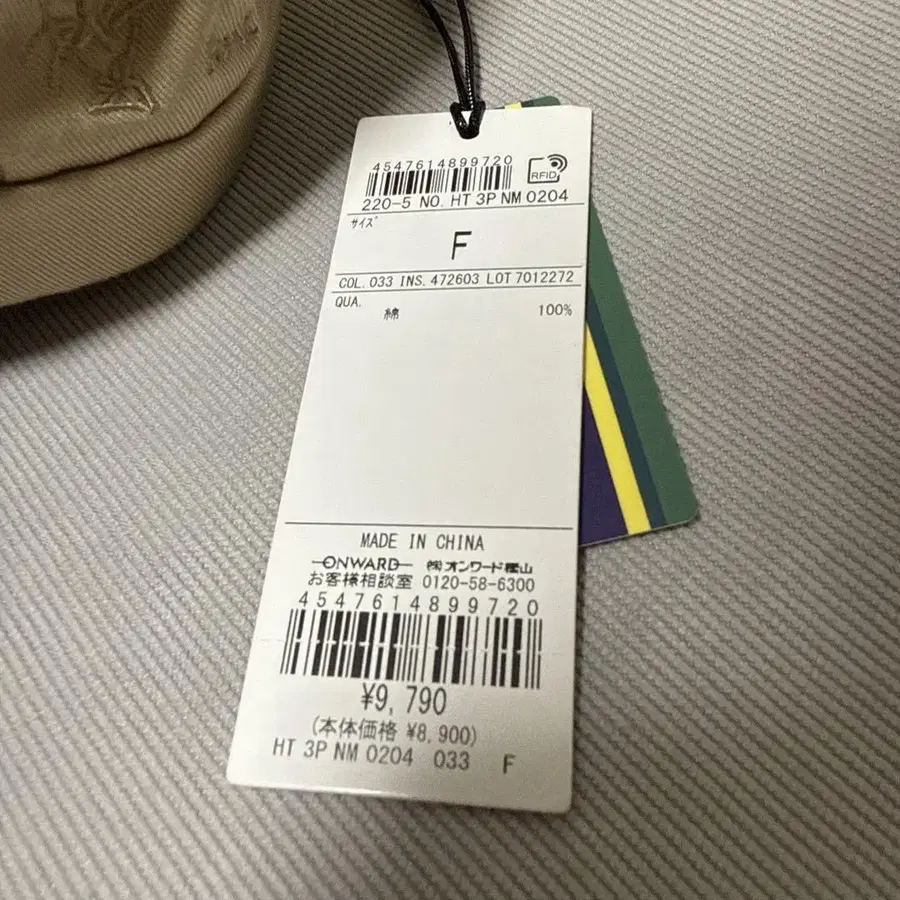 4547614899720
RFID
220-5 NO. HT 3P NM 0204
サイズ
F
COL. 033 INS. 472603 LOT 7012272
QUA.
綿 100%
MADE IN CHINA
ONWARD ㈱オンワード樫山
お客様相談室 0120-58-6300
4547614899720
¥9,790
(本体価格 ¥8,900)
HT 3P NM 0204 033 F